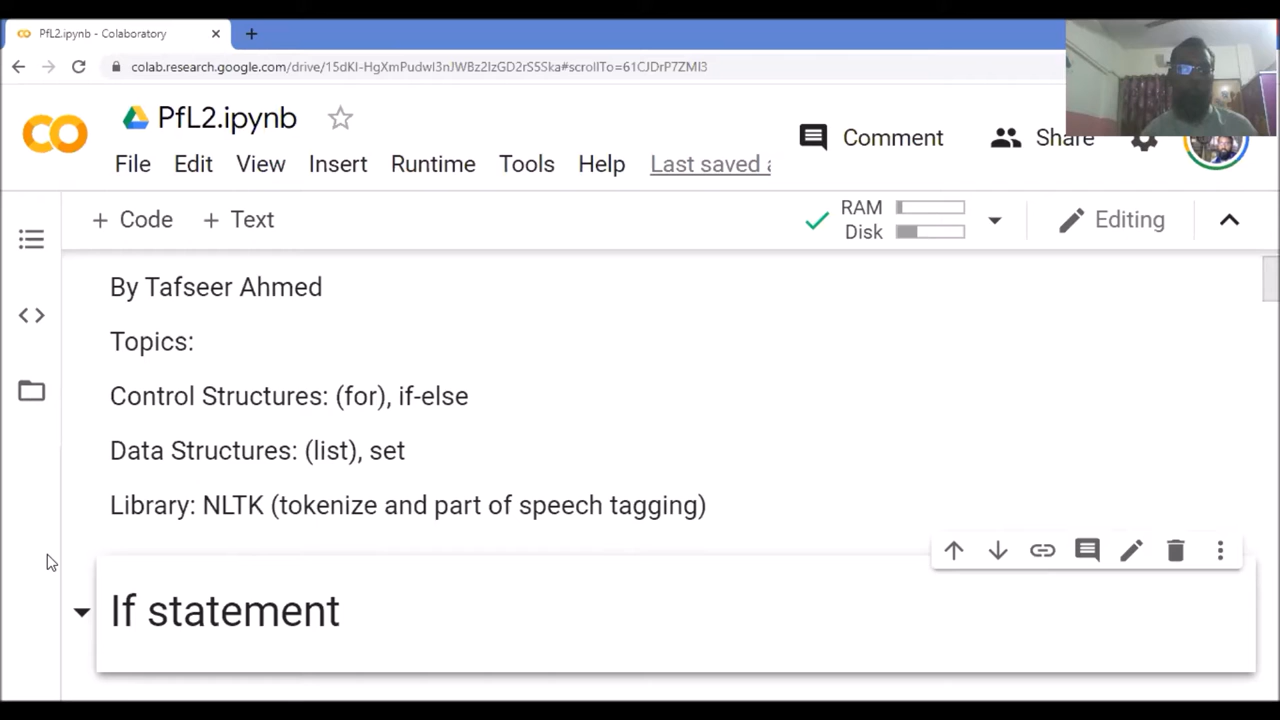 PfL2.ipynb - Colaboratory
colab.research.google.com/drive/15dKI-HgXmPudwI3nJWBz2IzGD2rS5Ska#scrollTo=61CJDrP7ZMI3
PfL2.ipynb
Comment
Share
File Edit View Insert Runtime Tools Help Last saved a
+ Code + Text
RAM
Disk
Editing
By Tafseer Ahmed
Topics:
Control Structures: (for), if-else
Data Structures: (list), set
Library: NLTK (tokenize and part of speech tagging)
If statement